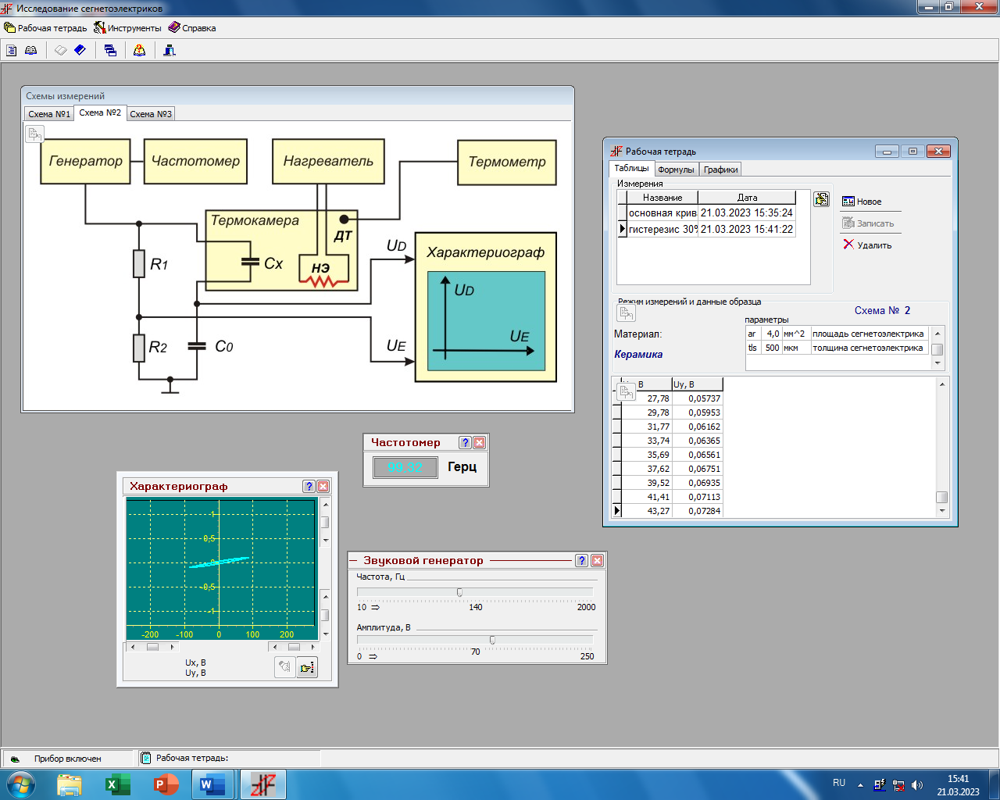 Исследование сегнетоэлектриков
Рабочая тетрадь Инструменты Справка
Схемы измерений
Схема №1 Схема №2 Схема №3
Генератор Частотомер Нагреватель Термометр
Термокамера
ДТ
R1 Cx НЭ
UD
Характериограф
UD
UE
R2 C0 UE
Рабочая тетрадь
Таблицы Формулы Графики
Измерения
Название Дата
основная крив 21.03.2023 15:35:24
гистерезис 30% 21.03.2023 15:41:22
Новое
Записать
Удалить
Режим измерений и данные образца
Схема № 2
параметры
Материал:
Керамика
ar 4,0 мм^2 площадь сегнетоэлектрика
tls 500 мкм толщина сегнетоэлектрика
В Uy, В
27,78 0,05737
29,78 0,05953
31,77 0,06162
33,74 0,06365
35,69 0,06561
37,62 0,06751
39,52 0,06935
41,41 0,07113
43,27 0,07284
Частотомер ?
99,32 Герц
Характериограф ?
1
0,5
0
-0,5
-1
-200 -100 0 100 200
Ux, В
Uy, В
Звуковой генератор ?
Частота, Гц
10 ⇒ 140 2000
Амплитуда, В
0 ⇒ 70 250
Прибор включен Рабочая тетрадь:
RU 15:41
21.03.2023